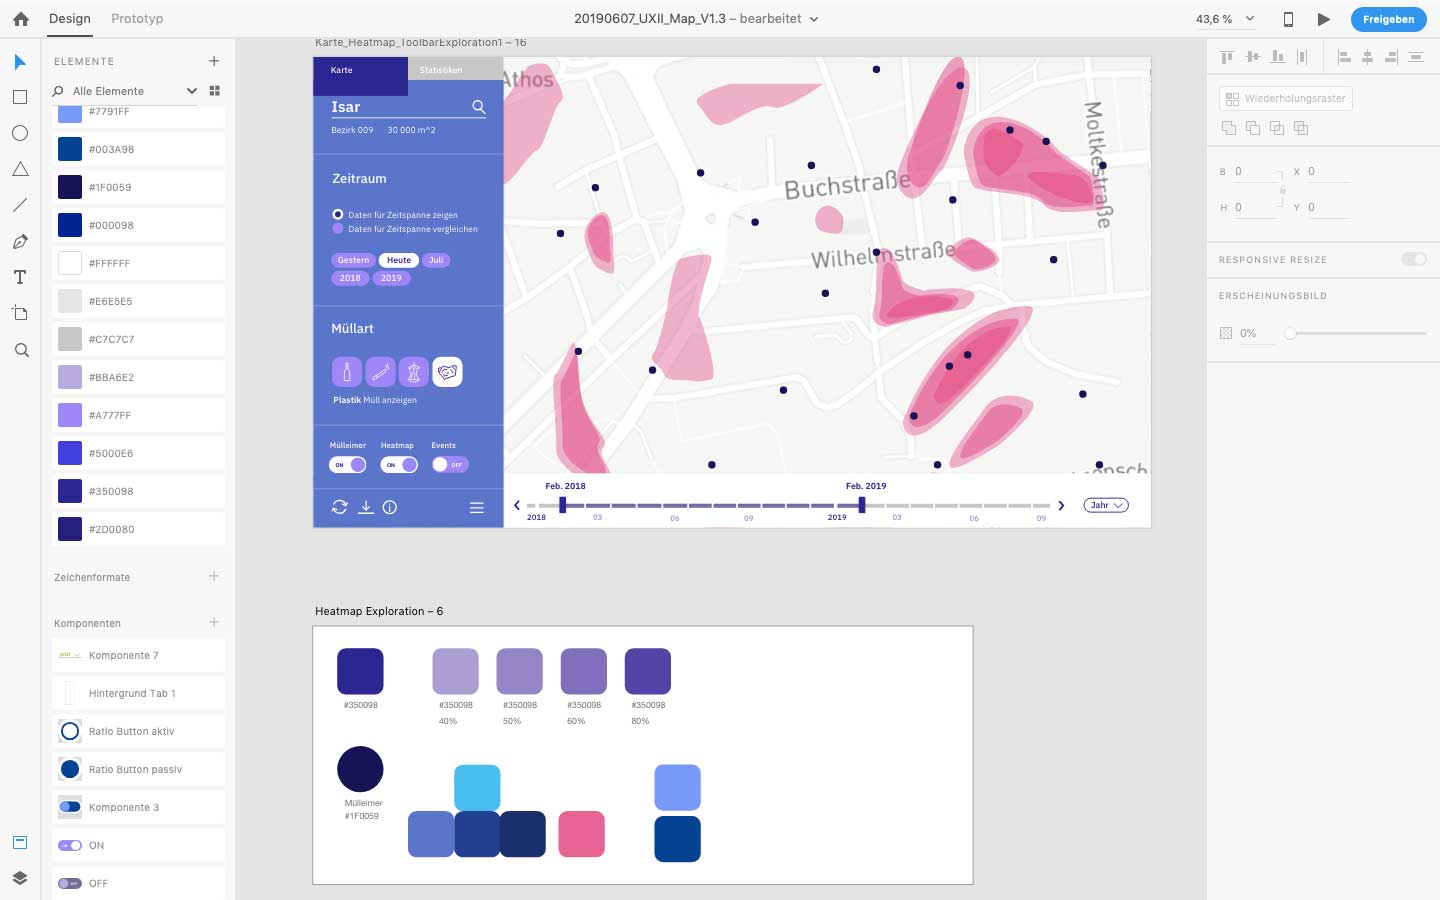 Design
Prototyp
20190607_UXII_Map_V1.3 – bearbeitet
43,6 %
Freigeben
ELEMENTE
Alle Elemente
#7791FF
#003A98
#1F0059
#000098
#FFFFFF
#E6E5E5
#C7C7C7
#BBA6E2
#A777FF
#5000E6
#350098
#2D0080
Zeichenformate
Komponenten
Komponente 7
Hintergrund Tab 1
Ratio Button aktiv
Ratio Button passiv
Komponente 3
ON
OFF
Karte_Heatmap_ToolbarExploration1 – 16
Karte
Statistiken
Isar
Bezirk 009 30 000 m^2
Zeitraum
Daten für Zeitspanne zeigen
Daten für Zeitspanne vergleichen
Gestern Heute Juli
2018 2019
Müllart
Plastik Müll anzeigen
Mülleimer Heatmap Events
ON ON OFF
Athos
Buchstraße
Wilhelmstraße
Moltkestraße
Feb. 2018
Feb. 2019
2018 03 06 09 2019 03 06 09
Jahr
Heatmap Exploration – 6
#350098 #350098 #350098 #350098 #350098
40% 50% 60% 80%
Mülleimer
#1F0059
Wiederholungsraster
B 0 X 0
H 0 Y 0
RESPONSIVE RESIZE
ERSCHEINUNGSBILD
0%